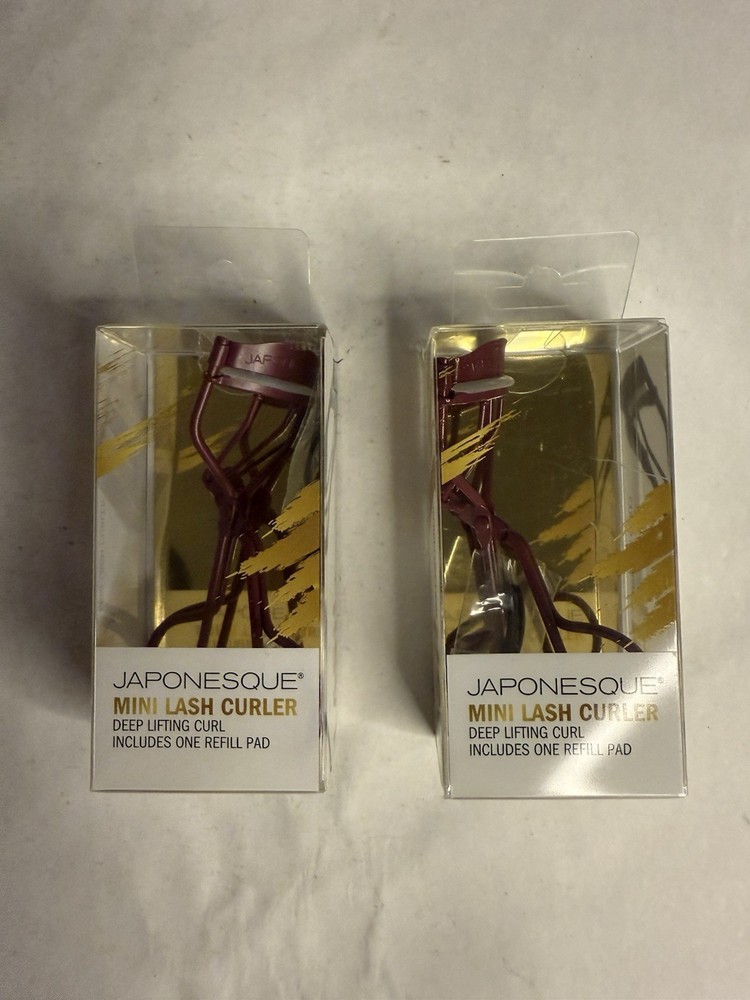 JAPONESQUE®
MINI LASH CURLER
DEEP LIFTING CURL
INCLUDES ONE REFILL PAD
JAPONESQUE®
MINI LASH CURLER
DEEP LIFTING CURL
INCLUDES ONE REFILL PAD